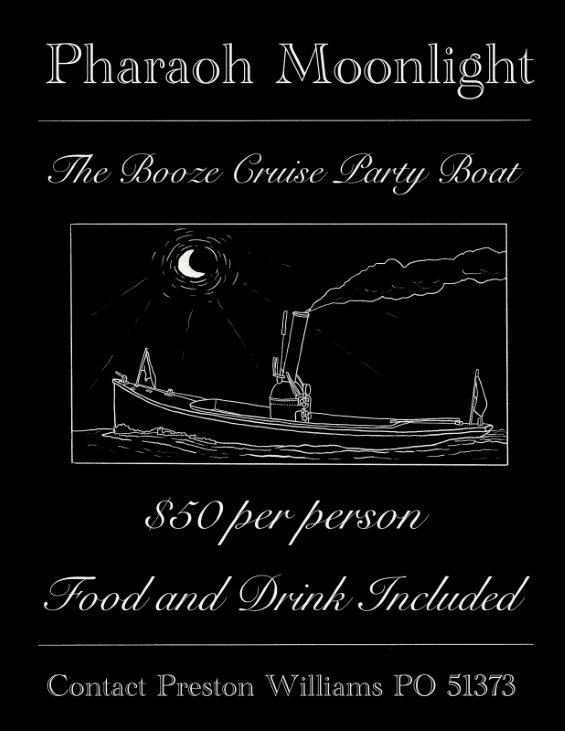 Pharaoh Moonlight
The Booze Cruise Party Boat
$50 per person
Food and Drink Included
Contact Preston Williams PO 51373